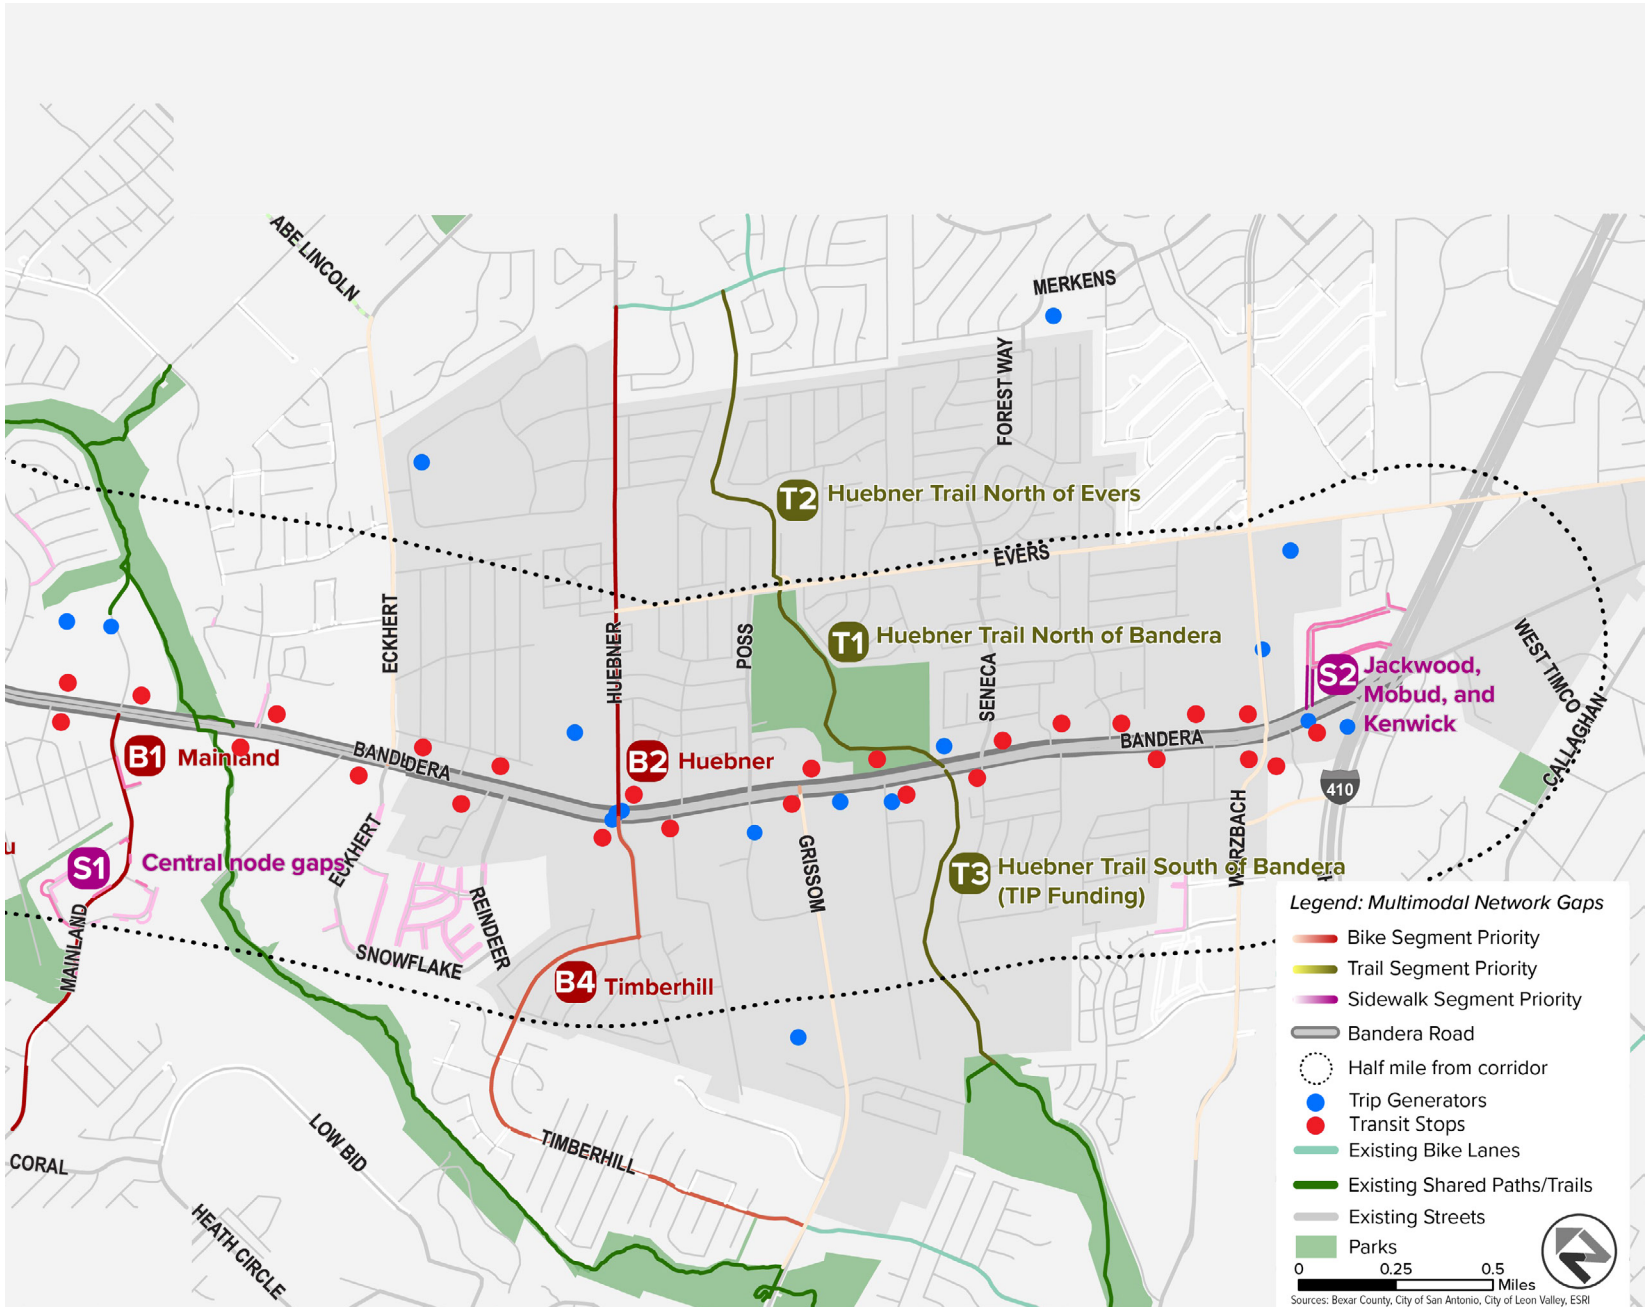 ABE LINCOLN
MERKENS
FOREST WAY
T2 Huebner Trail North of Evers
EVERS
ECKHERT
HUEBNER
POSS
T1 Huebner Trail North of Bandera
SENECA
WEST TIMCO
S2 Jackwood,
Mobud, and
Kenwick
CALLAGHAN
BANDERA
B1 Mainland
BANDERA
B2 Huebner
410
WURZBACH
u
S1 Central node gaps
ECKHERT
GRISSOM
T3 Huebner Trail South of Bandera
(TIP Funding)
REINDEER
MAINLAND
SNOWFLAKE
B4 Timberhill
LOW BID
TIMBERHILL
CORAL
HEATH CIRCLE
Legend: Multimodal Network Gaps
Bike Segment Priority
Trail Segment Priority
Sidewalk Segment Priority
Bandera Road
Half mile from corridor
Trip Generators
Transit Stops
Existing Bike Lanes
Existing Shared Paths/Trails
Existing Streets
Parks
0 0.25 0.5
Miles
Sources: Bexar County, City of San Antonio, City of Leon Valley, ESRI